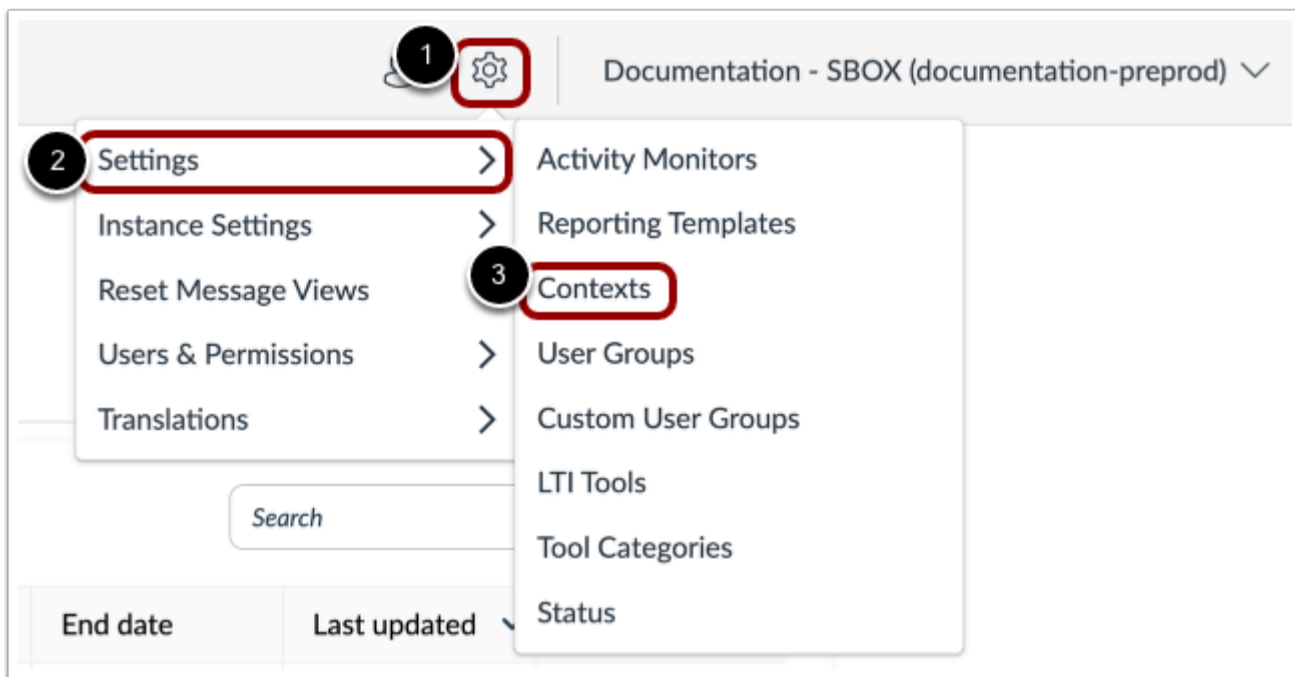 1
Documentation - SBOX (documentation-preprod)
2
Settings
Instance Settings
Reset Message Views
Users & Permissions
Translations
Activity Monitors
Reporting Templates
3
Contexts
User Groups
Custom User Groups
LTI Tools
Tool Categories
Status
Search
End date
Last updated